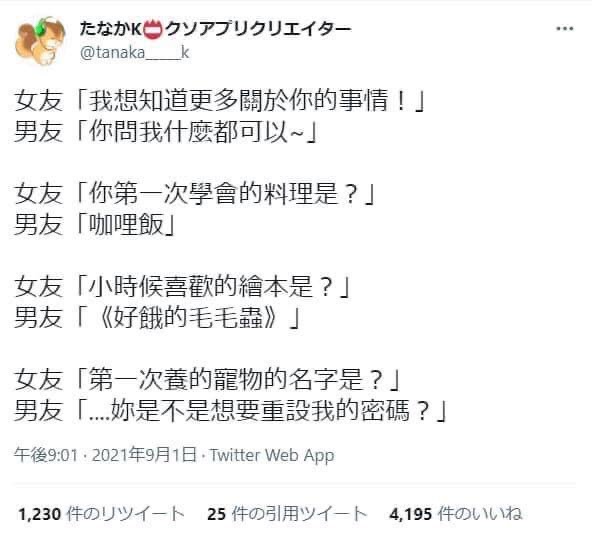 たなかK📛クソアプリクリエイター
@tanaka_____k
女友「我想知道更多關於你的事情！」
男友「你問我什麼都可以~」
女友「你第一次學會的料理是？」
男友「咖哩飯」
女友「小時候喜歡的繪本是？」
男友「《好餓的毛毛蟲》」
女友「第一次養的寵物的名字是？」
男友「....妳是不是想要重設我的密碼？」
午後9:01 · 2021年9月1日 · Twitter Web App
1,230 件のリツイート 25 件の引用ツイート 4,195 件のいいね